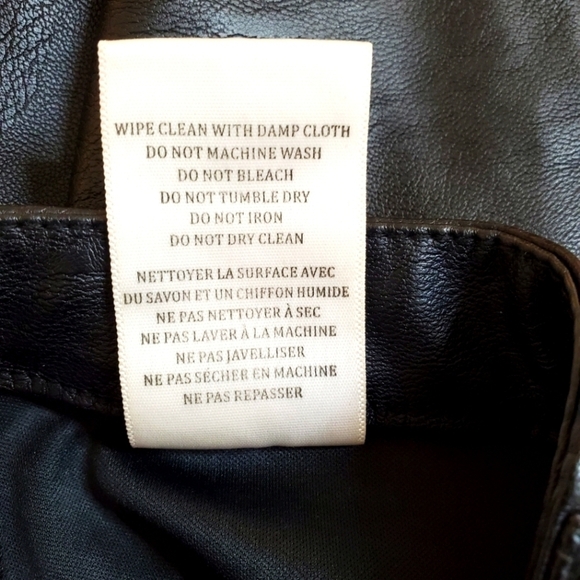 WIPE CLEAN WITH DAMP CLOTH
DO NOT MACHINE WASH
DO NOT BLEACH
DO NOT TUMBLE DRY
DO NOT IRON
DO NOT DRY CLEAN
NETTOYER LA SURFACE AVEC
DU SAVON ET UN CHIFFON HUMIDE
NE PAS NETTOYER À SEC
NE PAS LAVER À LA MACHINE
NE PAS JAVELLISER
NE PAS SÉCHER EN MACHINE
NE PAS REPASSER